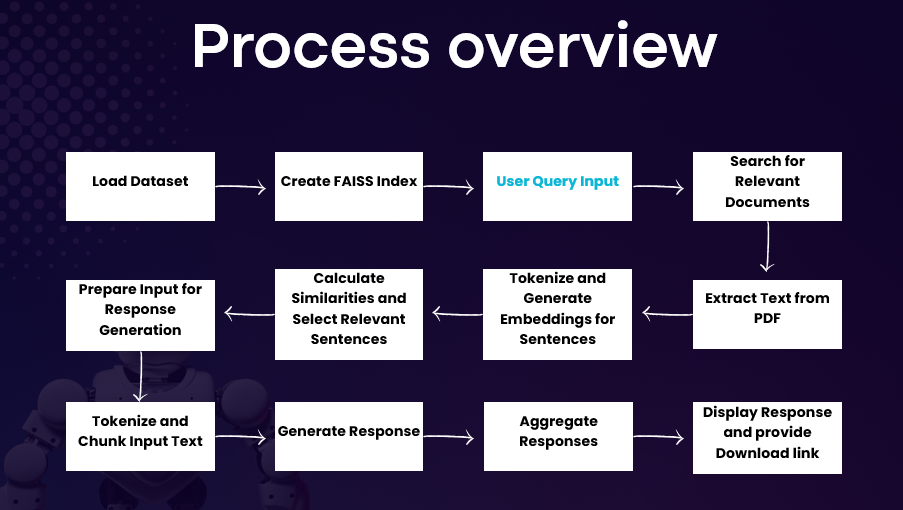 Process overview
Load Dataset
Create FAISS Index
User Query Input
Search for
Relevant
Documents
Extract Text from
PDF
Tokenize and
Generate
Embeddings for
Sentences
Calculate
Similarities and
Select Relevant
Sentences
Prepare Input for
Response
Generation
Tokenize and
Chunk Input Text
Generate Response
Aggregate
Responses
Display Response
and provide
Download link